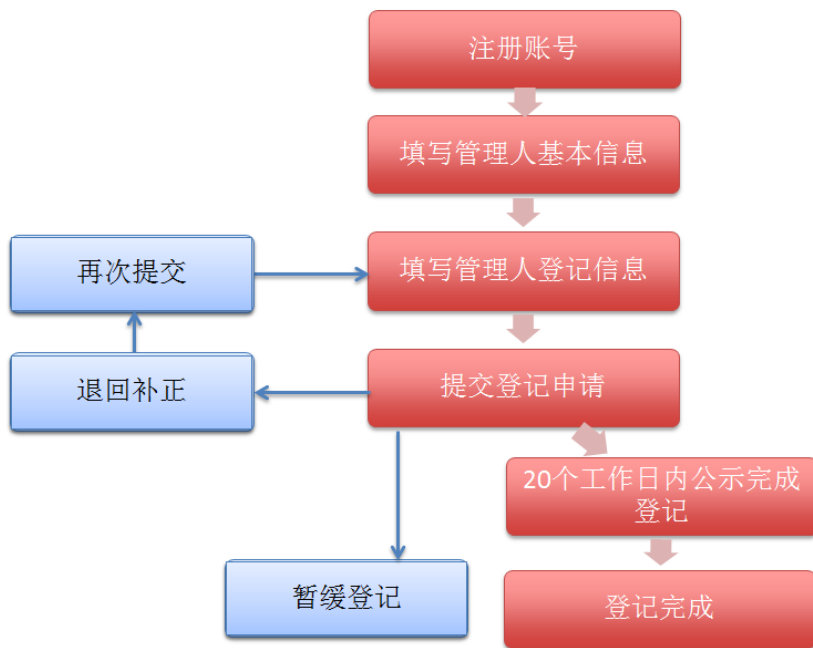 注册账号
填写管理人基本信息
再次提交
填写管理人登记信息
退回补正
提交登记申请
20个工作日内公示完成
登记
暂缓登记
登记完成